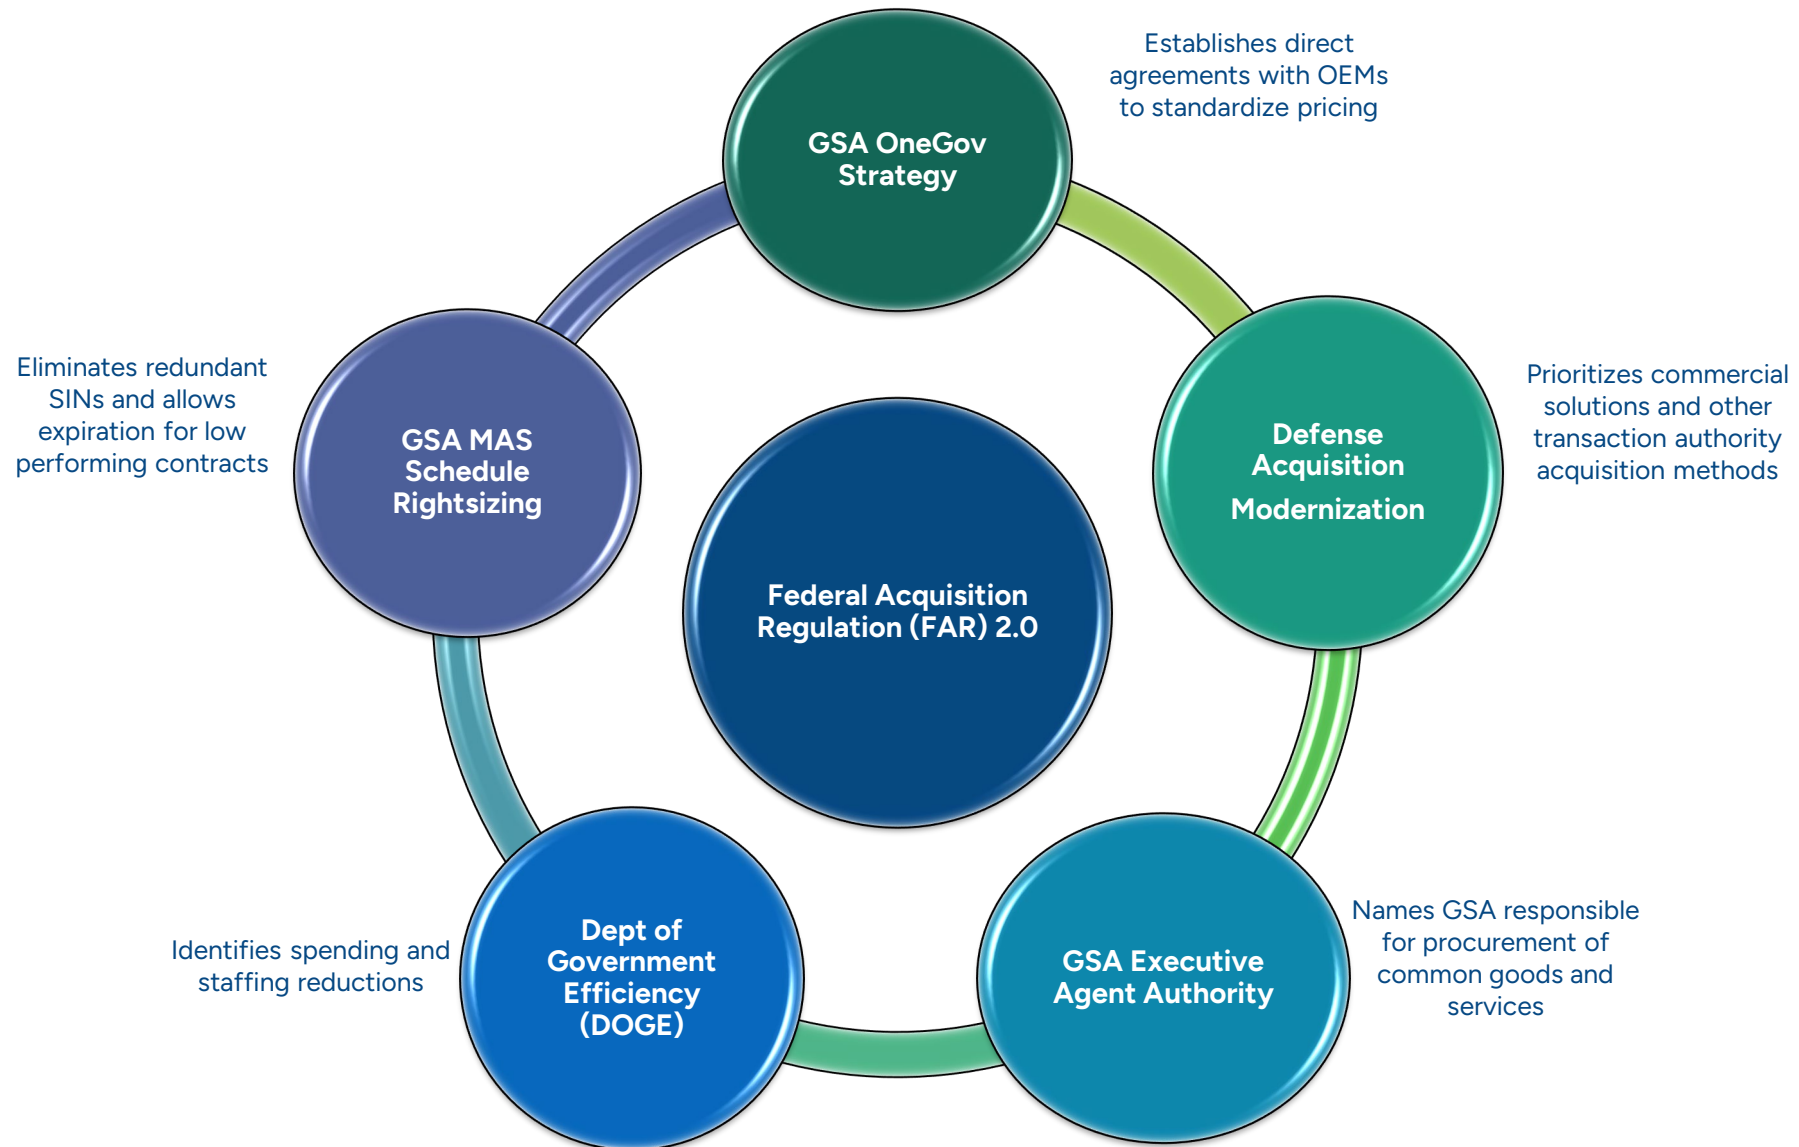 Establishes direct
agreements with OEMs
to standardize pricing
GSA OneGov
Strategy
Eliminates redundant
SINs and allows
expiration for low
performing contracts
GSA MAS
Schedule
Rightsizing
Defense
Acquisition
Modernization
Prioritizes commercial
solutions and other
transaction authority
acquisition methods
Federal Acquisition
Regulation (FAR) 2.0
Identifies spending and
staffing reductions
Dept of
Government
Efficiency
(DOGE)
GSA Executive
Agent Authority
Names GSA responsible
for procurement of
common goods and
services